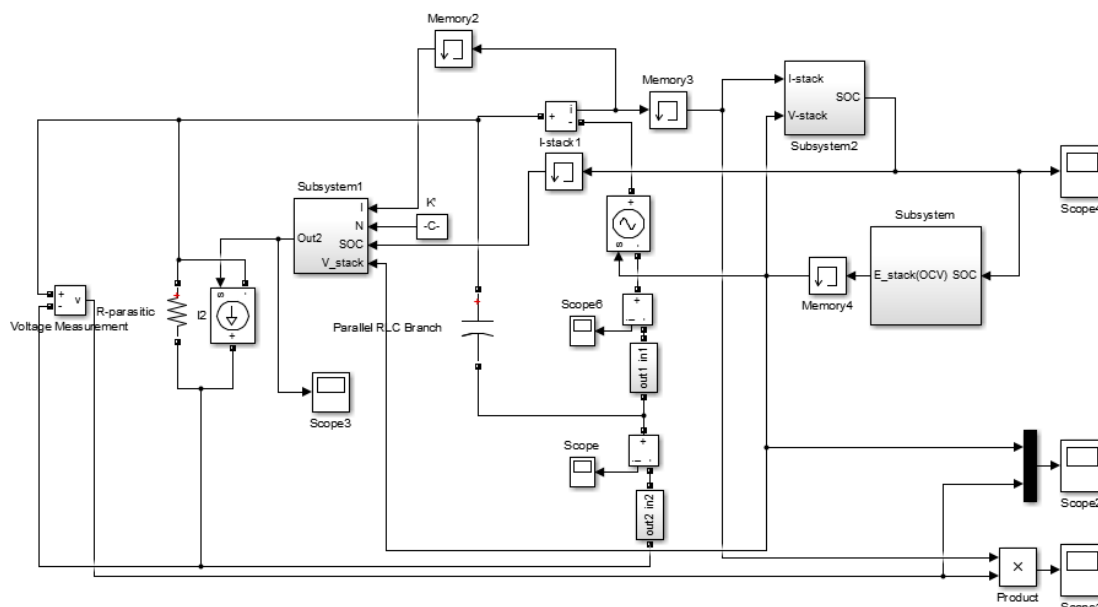 Memory2
Memory3
I-stack
SOC
V-stack
Subsystem2
+
i
-
I-stack1
Scope4
Subsystem1
I
N
SOC
V_stack
Out2
K'
-C-
+
s
-
Subsystem
E_stack(OCV) SOC
Memory4
+
-
v
Voltage Measurement
R-parasitic
+
I2
s
-
+
Scope3
+
Parallel RLC Branch
Scope6
+
i
-
out1 in1
Scope
+
i
-
out2 in2
Scope2
×
Product